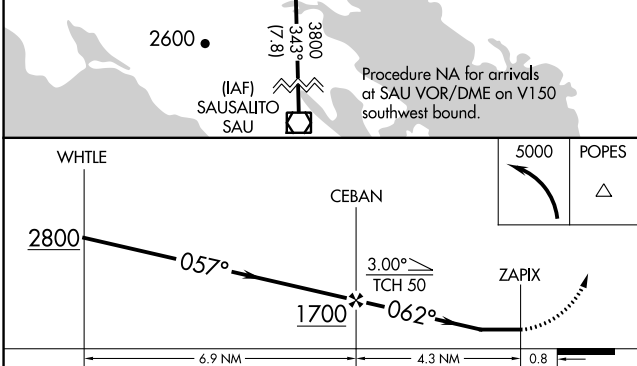 2600
3800
343°
(7.8)
(IAF)
SAUSALITO
SAU
Procedure NA for arrivals
at SAU VOR/DME on V150
southwest bound.
5000
POPES
WHTLE
CEBAN
2800
057°
3.00°
TCH 50
ZAPIX
1700
062°
6.9 NM
4.3 NM
0.8